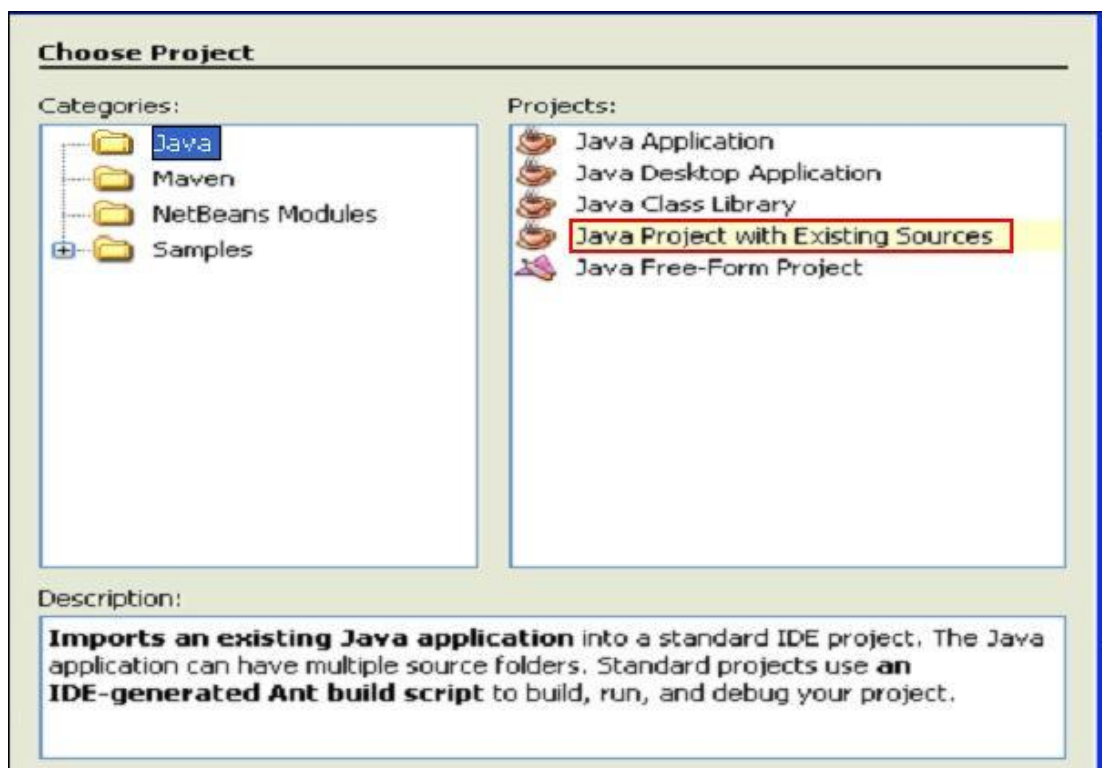 Choose Project
Categories:
Java
Maven
NetBeans Modules
Samples
Projects:
Java Application
Java Desktop Application
Java Class Library
Java Project with Existing Sources
Java Free-Form Project
Description:
Imports an existing Java application into a standard IDE project. The Java
application can have multiple source folders. Standard projects use an
IDE-generated Ant build script to build, run, and debug your project.